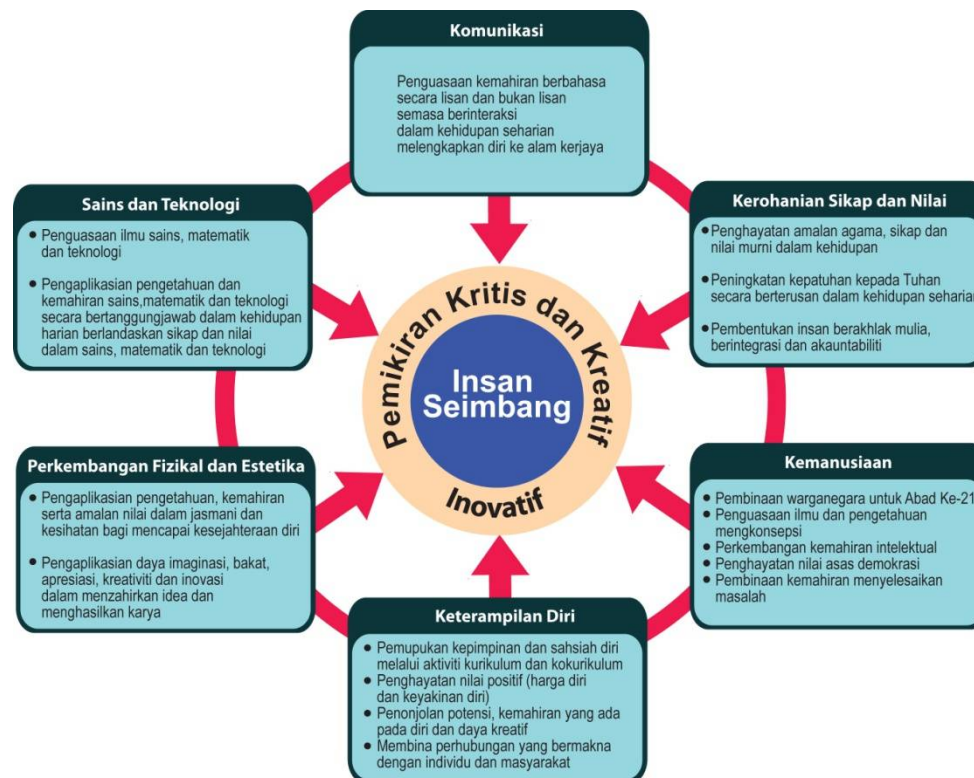 Komunikasi
Penguasaan kemahiran berbahasa
secara lisan dan bukan lisan
semasa berinteraksi
dalam kehidupan seharian
melengkapkan diri ke alam kerjaya
Sains dan Teknologi
● Penguasaan ilmu sains, matematik
dan teknologi
● Pengaplikasian pengetahuan dan
kemahiran sains,matematik dan teknologi
secara bertanggungjawab dalam kehidupan
harian berlandaskan sikap dan nilai
dalam sains, matematik dan teknologi
Kerohanian Sikap dan Nilai
● Penghayatan amalan agama, sikap dan
nilai murni dalam kehidupan
● Peningkatan kepatuhan kepada Tuhan
secara berterusan dalam kehidupan seharian
● Pembentukan insan berakhlak mulia,
berintegrasi dan akauntabiliti
Pemikiran Kritis dan Kreatif
Insan
Seimbang
Inovatif
Perkembangan Fizikal dan Estetika
● Pengaplikasian pengetahuan, kemahiran
serta amalan nilai dalam jasmani dan
kesihatan bagi mencapai kesejahteraan diri
● Pengaplikasian daya imaginasi, bakat,
apresiasi, kreativiti dan inovasi
dalam menzahirkan idea dan
menghasilkan karya
Kemanusiaan
● Pembinaan warganegara untuk Abad Ke-21
● Penguasaan ilmu dan pengetahuan
mengkonsepsi
● Perkembangan kemahiran intelektual
● Penghayatan nilai asas demokrasi
● Pembinaan kemahiran menyelesaikan
masalah
Keterampilan Diri
● Pemupukan kepimpinan dan sahsiah diri
melalui aktiviti kurikulum dan kokurikulum
● Penghayatan nilai positif (harga diri
dan keyakinan diri)
● Penonjolan potensi, kemahiran yang ada
pada diri dan daya kreatif
● Membina perhubungan yang bermakna
dengan individu dan masyarakat